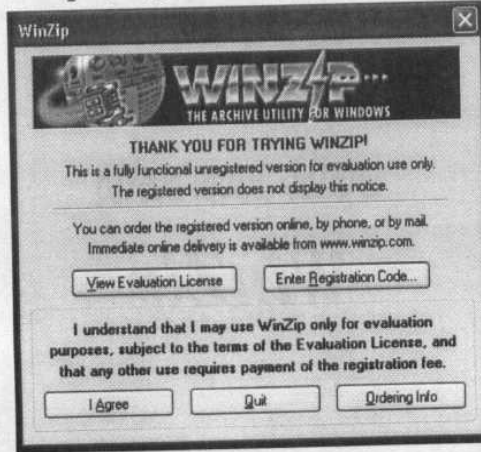 WinZip
WINZIP...
THE ARCHIVE UTILITY FOR WINDOWS
THANK YOU FOR TRYING WINZIP!
This is a fully functional unregistered version for evaluation use only.
The registered version does not display this notice.
You can order the registered version online, by phone, or by mail.
Immediate online delivery is available from www.winzip.com.
View Evaluation License Enter Registration Code...
I understand that I may use WinZip only for evaluation
purposes, subject to the terms of the Evaluation License, and
that any other use requires payment of the registration fee.
I Agree Quit Ordering Info